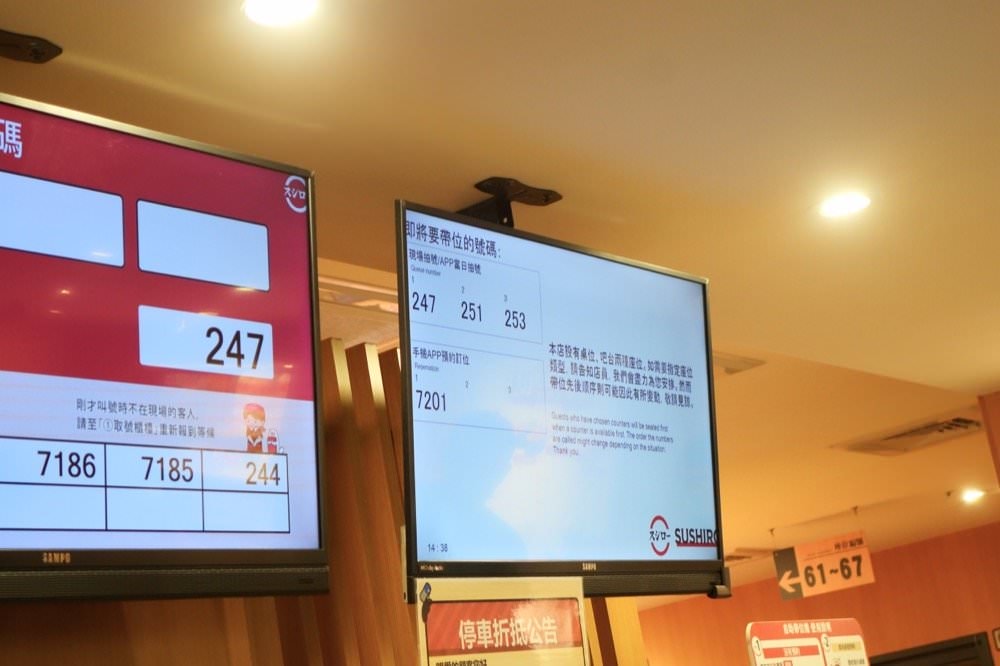 碼
スシロー
247
剛才叫號時不在現場的客人,
請至「①取號櫃檯」重新報到等候
7186 7185 244
SAMPO
即將要帶位的號碼:
現場抽號/APP當日抽號
Queue number
1 2 3
247 251 253
手機APP預約訂位
Reservation
1 2 3
7201
本店設有桌位, 吧台兩種座位, 如需要指定座位
類型, 請告知店員, 我們會盡力為您安排, 然而
帶位先後順序則可能因此有所變動, 敬請見諒。
Guests who have chosen counters will be seated first
when a counter is available first. The order the numbers
are called might change depending on the situation.
Thank you.
スシロー SUSHIRO
14:36
SAMPO
停車折抵公告
親愛的顧客您好
61~67